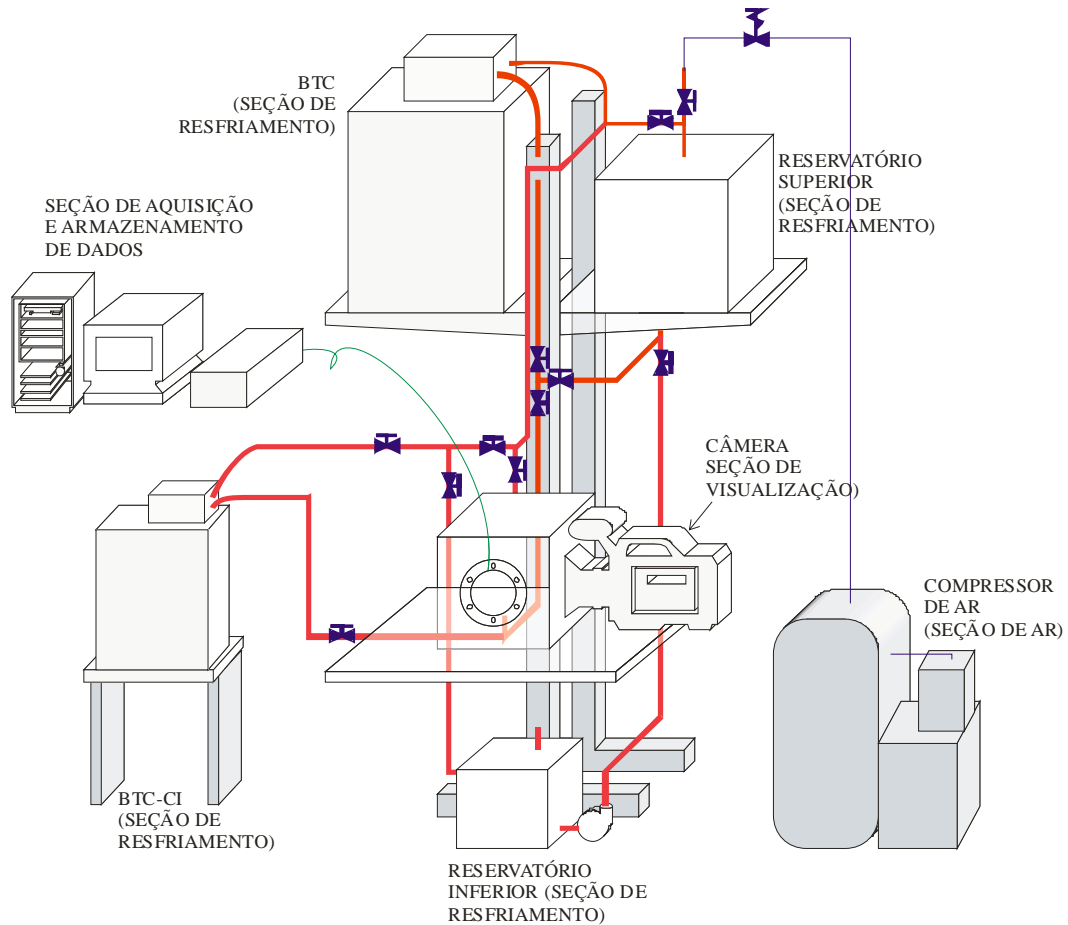 BTC
(SEÇÃO DE
RESFRIAMENTO)
RESERVATÓRIO
SUPERIOR
(SEÇÃO DE
RESFRIAMENTO)
SEÇÃO DE AQUISIÇÃO
E ARMAZENAMENTO
DE DADOS
CÂMERA
SEÇÃO DE
VISUALIZAÇÃO)
COMPRESSOR
DE AR
(SEÇÃO DE AR)
BTC-CI
(SEÇÃO DE
RESFRIAMENTO)
RESERVATÓRIO
INFERIOR (SEÇÃO DE
RESFRIAMENTO)